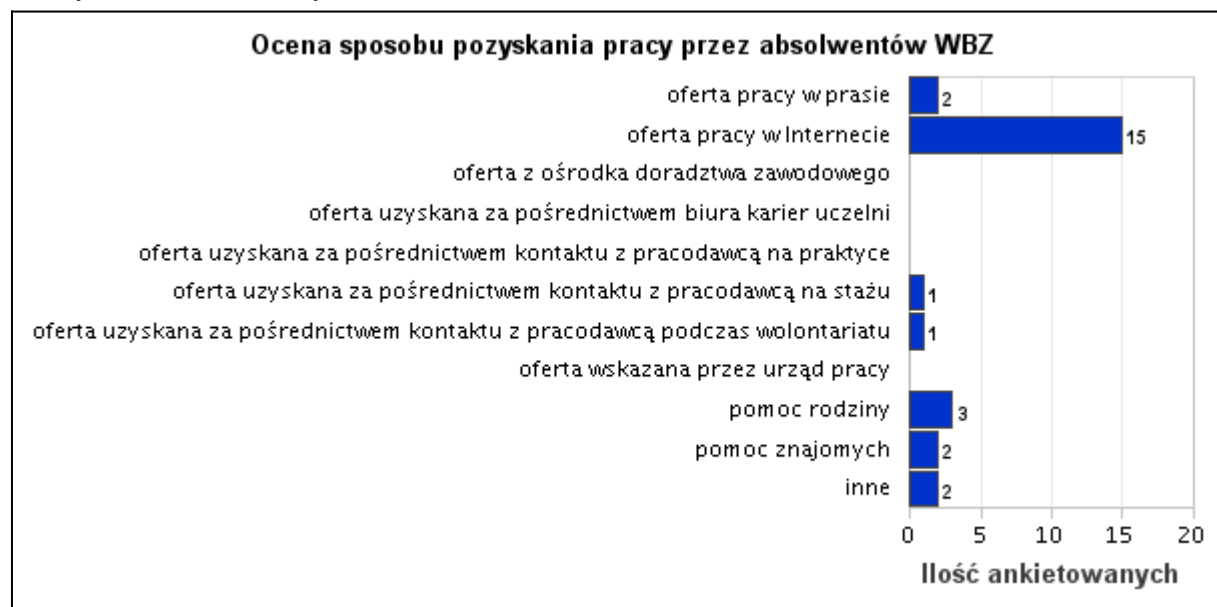 Ocena sposobu pozyskania pracy przez absolwentów WBZ
oferta pracy w prasie 2
oferta pracy w Internecie 15
oferta z ośrodka doradztwa zawodowego
oferta uzyskana za pośrednictwem biura karier uczelni
oferta uzyskana za pośrednictwem kontaktu z pracodawcą na praktyce
oferta uzyskana za pośrednictwem kontaktu z pracodawcą na stażu 1
oferta uzyskana za pośrednictwem kontaktu z pracodawcą podczas wolontariatu 1
oferta wskazana przez urząd pracy
pomoc rodziny 3
pomoc znajomych 2
inne 2
0 5 10 15 20
Ilość ankietowanych